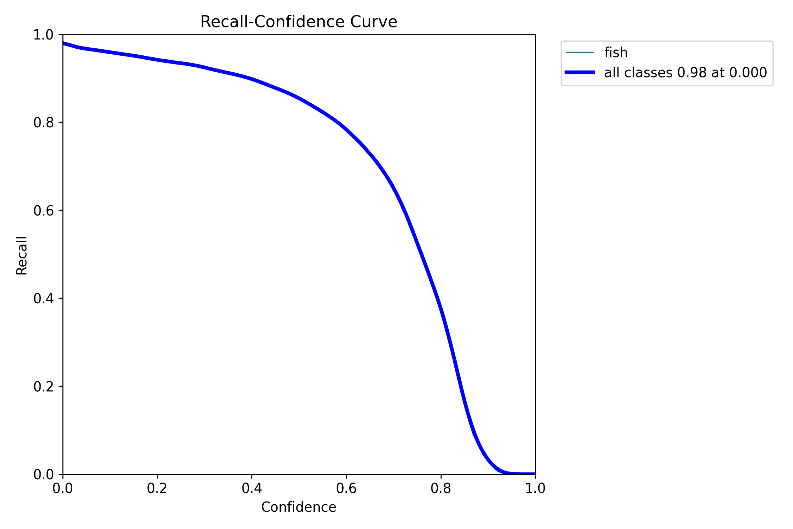 Recall-Confidence Curve
fish
all classes 0.98 at 0.000
1.0
0.8
0.6
0.4
0.2
0.0
Recall
0.0 0.2 0.4 0.6 0.8 1.0
Confidence